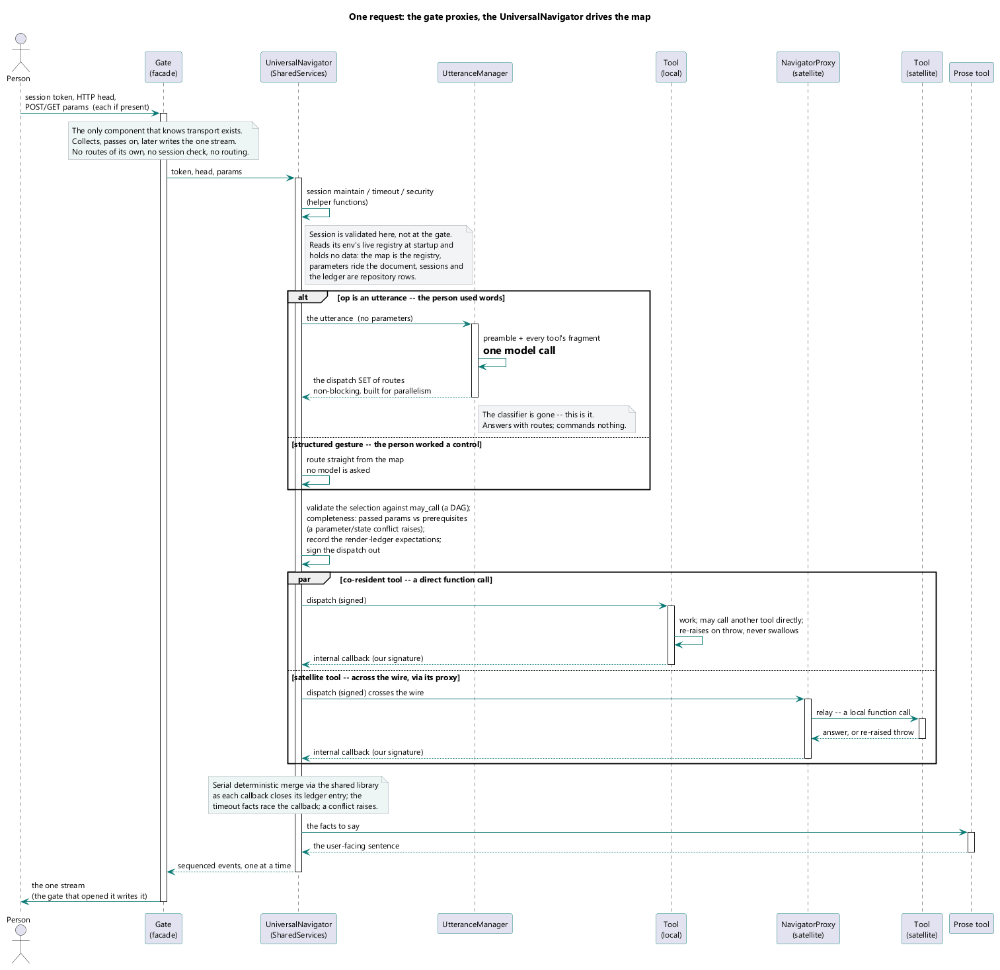 One request: the gate proxies, the UniversalNavigator drives the map
Person
Gate
(facade)
UniversalNavigator
(SharedServices)
UtteranceManager
Tool
(local)
NavigatorProxy
(satellite)
Tool
(satellite)
Prose tool
session token, HTTP head,
POST/GET params  (each if present)
The only component that knows transport exists.
Collects, passes on, later writes the one stream.
No routes of its own, no session check, no routing.
token, head, params
session maintain / timeout / security
(helper functions)
Session is validated here, not at the gate.
Reads its env's live registry at startup and
holds no data: the map is the registry,
parameters ride the document, sessions and
the ledger are repository rows.
alt
[op is an utterance -- the person used words]
the utterance  (no parameters)
preamble + every tool's fragment
one model call
the dispatch SET of routes
non-blocking, built for parallelism
The classifier is gone -- this is it.
Answers with routes; commands nothing.
[structured gesture -- the person worked a control]
route straight from the map
no model is asked
validate the selection against may_call (a DAG);
completeness: passed params vs prerequisites
(a parameter/state conflict raises);
record the render-ledger expectations;
sign the dispatch out
par
[co-resident tool -- a direct function call]
dispatch (signed)
work; may call another tool directly;
re-raises on throw, never swallows
internal callback (our signature)
[satellite tool -- across the wire, via its proxy]
dispatch (signed) crosses the wire
relay -- a local function call
answer, or re-raised throw
internal callback (our signature)
Serial deterministic merge via the shared library
as each callback closes its ledger entry; the
timeout facts race the callback; a conflict raises.
the facts to say
the user-facing sentence
sequenced events, one at a time
the one stream
(the gate that opened it writes it)
Person
Gate
(facade)
UniversalNavigator
(SharedServices)
UtteranceManager
Tool
(local)
NavigatorProxy
(satellite)
Tool
(satellite)
Prose tool